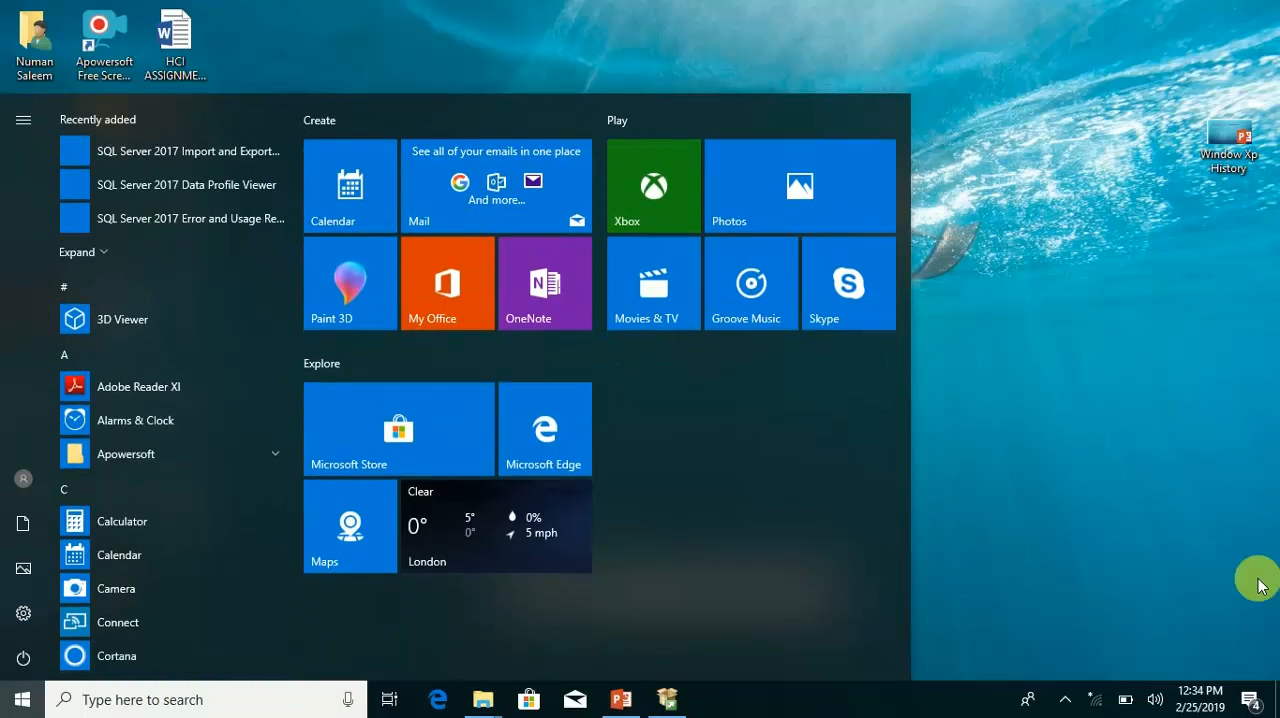 Numan
Saleem
Apowersoft
Free Scre...
HCI
ASSIGNME...
Window Xp
History
Recently added
SQL Server 2017 Import and Export...
SQL Server 2017 Data Profile Viewer
SQL Server 2017 Error and Usage Re...
Expand
#
3D Viewer
A
Adobe Reader XI
Alarms & Clock
Apowersoft
C
Calculator
Calendar
Camera
Connect
Cortana
Create
Calendar
See all of your emails in one place
And more...
Mail
Paint 3D
My Office
OneNote
Play
Xbox
Photos
Movies & TV
Groove Music
Skype
Explore
Microsoft Store
Microsoft Edge
Maps
Clear
0° 5° 0%
0° 5 mph
London
Type here to search
12:34 PM
2/25/2019
4